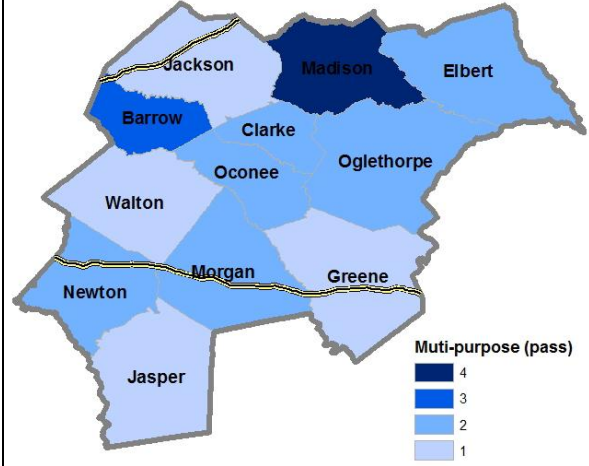 Jackson
Madison
Elbert
Barrow
Clarke
Oglethorpe
Oconee
Walton
Morgan
Greene
Newton
Jasper
Muti-purpose (pass)
4
3
2
1